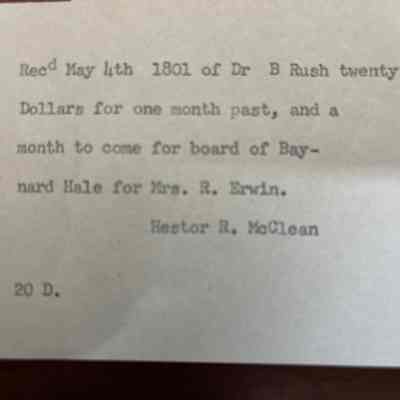 Recd May 4th 1801 of Dr B Rush twenty
Dollars for one month past, and a
month to come for board of Bay-
nard Hale for Mrs. R. Erwin.
Hestor R. McClean
20 D.